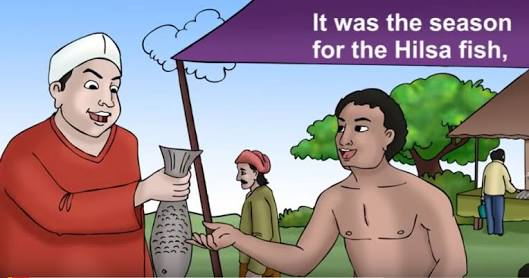 It was the season
for the Hilsa fish,